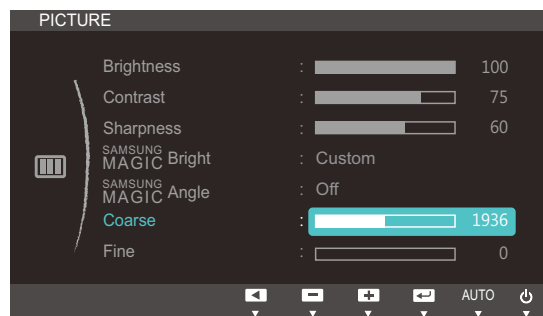 PICTURE
Brightness : 100
Contrast : 75
Sharpness : 60
SAMSUNG MAGIC Bright : Custom
SAMSUNG MAGIC Angle : Off
Coarse : 1936
Fine : 0
AUTO